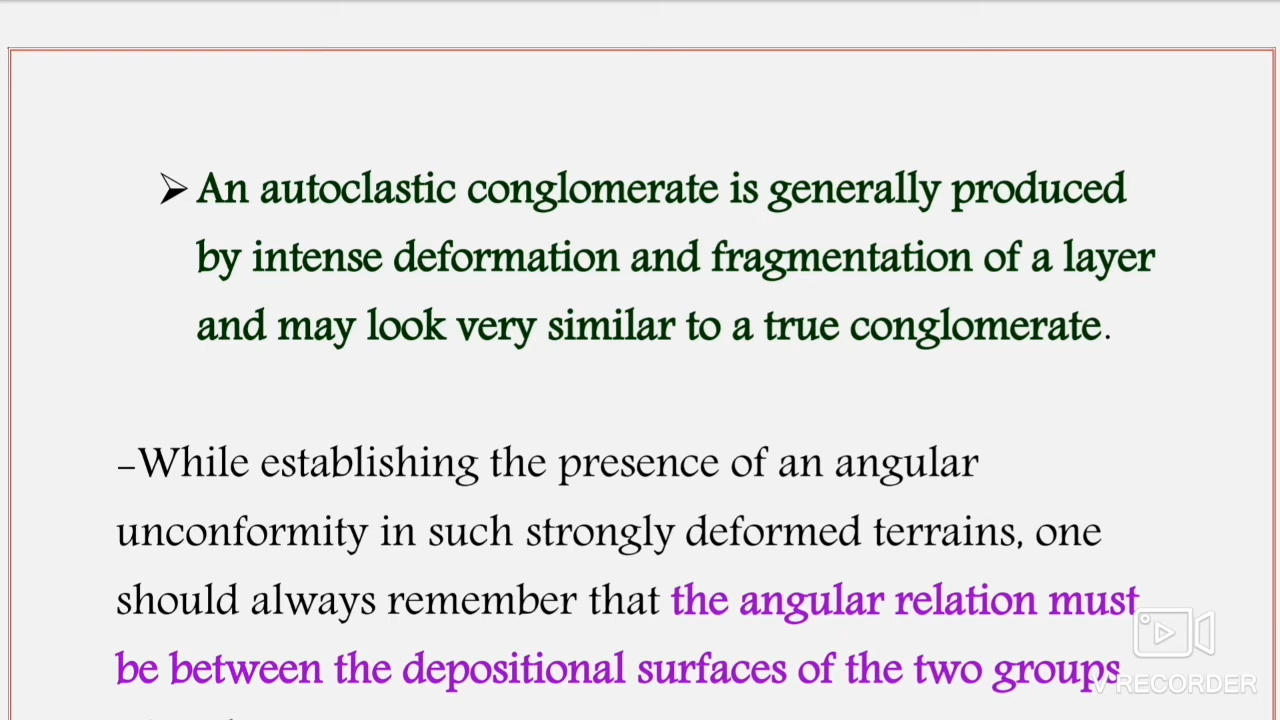 An autoclastic conglomerate is generally produced
by intense deformation and fragmentation of a layer
and may look very similar to a true conglomerate.
-While establishing the presence of an angular
unconformity in such strongly deformed terrains, one
should always remember that the angular relation must
be between the depositional surfaces of the two groups
V RECORDER